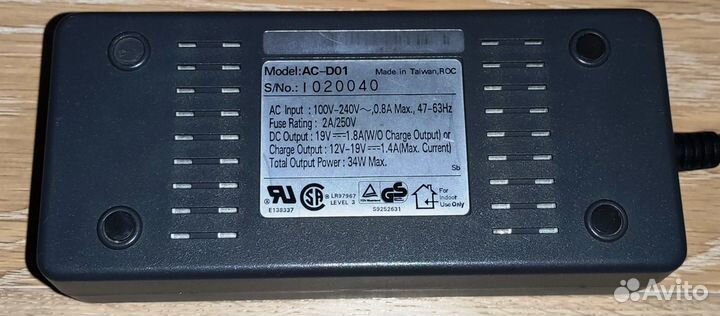 Model:AC-D01 Made in Taiwan,ROC
S/No.: 1020040
AC Input : 100V-240V~,0.8A Max., 47-63Hz
Fuse Rating : 2A/250V
DC Output : 19V⎓1.8A(W/O Charge Output) or
Charge Output : 12V-19V⎓1.4A(Max. Current)
Total Output Power : 34W Max.
Sb
E138337
LR97967
LEVEL 3
S9252631
For
Indoor
Use Only
Avito